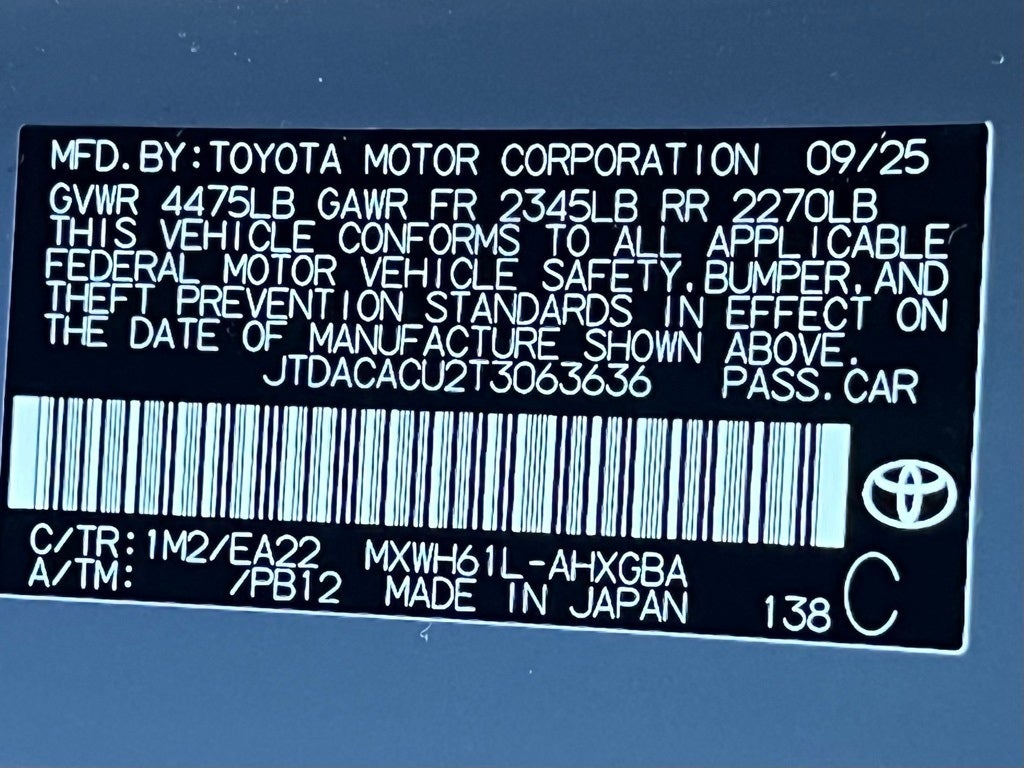 MFD.BY:TOYOTA MOTOR CORPORATION 09/25
GVWR 4475LB GAWR FR 2345LB RR 2270LB
THIS VEHICLE CONFORMS TO ALL APPLICABLE
FEDERAL MOTOR VEHICLE SAFETY,BUMPER,AND
THEFT PREVENTION STANDARDS IN EFFECT ON
THE DATE OF MANUFACTURE SHOWN ABOVE.
JTDACACU2T3063636 PASS.CAR
C/TR:1M2/EA22 MXWH61L-AHXGBA
A/TM: /PB12 MADE IN JAPAN 138 C